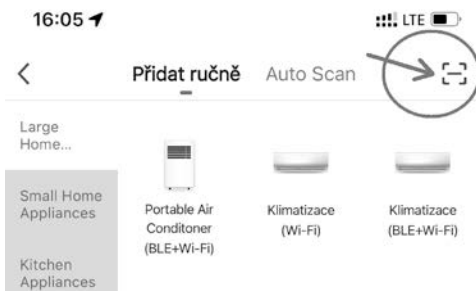 16:05
LTE
Přidat ručně
Auto Scan
Large
Home...
Small Home
Appliances
Kitchen
Appliances
Portable Air
Conditoner
(BLE+Wi-Fi)
Klimatizace
(Wi-Fi)
Klimatizace
(BLE+Wi-Fi)